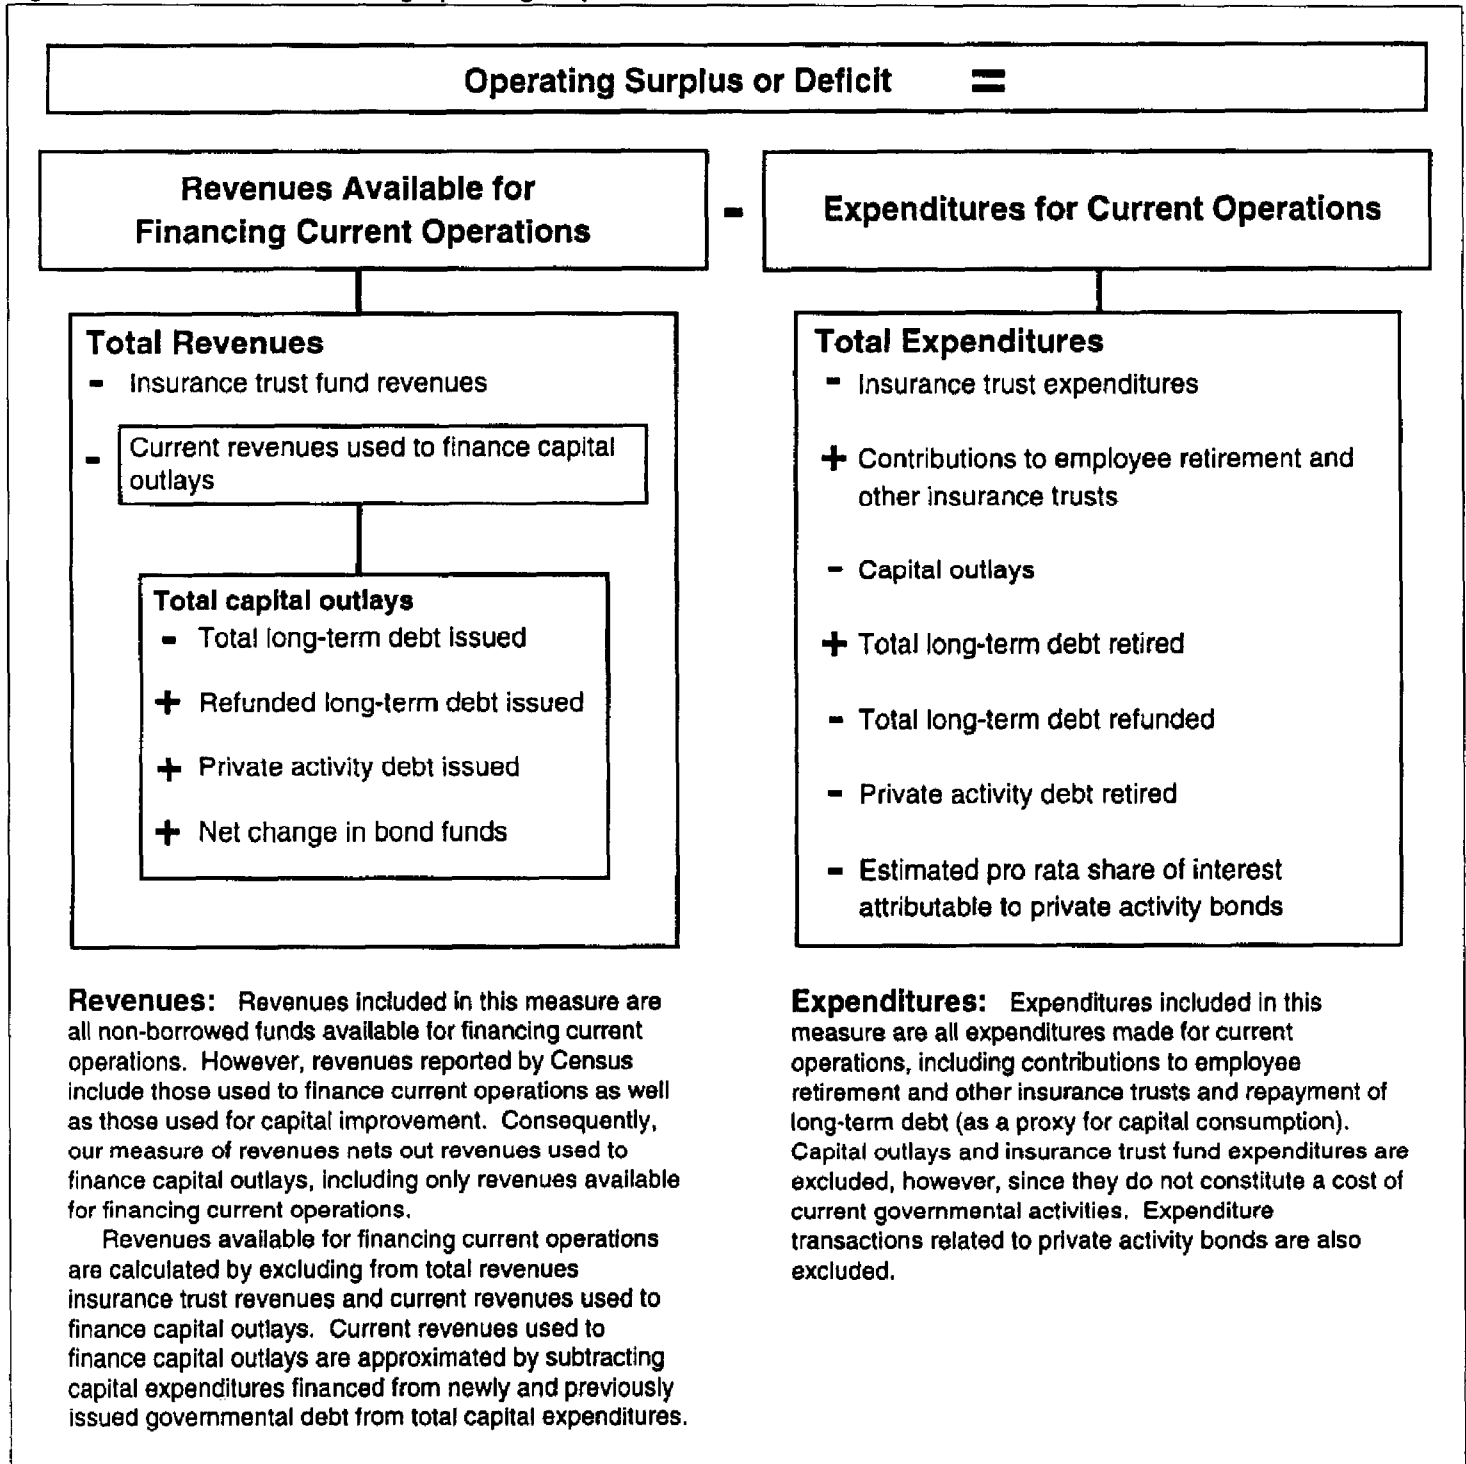 Operating Surplus or Deficit =
Revenues Available for
Financing Current Operations
-
Expenditures for Current Operations
Total Revenues
- Insurance trust fund revenues
- Current revenues used to finance capital
outlays
Total capital outlays
- Total long-term debt issued
+ Refunded long-term debt issued
+ Private activity debt issued
+ Net change in bond funds
Total Expenditures
- Insurance trust expenditures
+ Contributions to employee retirement and
other insurance trusts
- Capital outlays
+ Total long-term debt retired
- Total long-term debt refunded
- Private activity debt retired
- Estimated pro rata share of interest
attributable to private activity bonds
Revenues: Revenues included in this measure are
all non-borrowed funds available for financing current
operations. However, revenues reported by Census
include those used to finance current operations as well
as those used for capital improvement. Consequently,
our measure of revenues nets out revenues used to
finance capital outlays, including only revenues available
for financing current operations.
Revenues available for financing current operations
are calculated by excluding from total revenues
insurance trust revenues and current revenues used to
finance capital outlays. Current revenues used to
finance capital outlays are approximated by subtracting
capital expenditures financed from newly and previously
issued governmental debt from total capital expenditures.
Expenditures: Expenditures included in this
measure are all expenditures made for current
operations, including contributions to employee
retirement and other insurance trusts and repayment of
long-term debt (as a proxy for capital consumption).
Capital outlays and insurance trust fund expenditures are
excluded, however, since they do not constitute a cost of
current governmental activities. Expenditure
transactions related to private activity bonds are also
excluded.